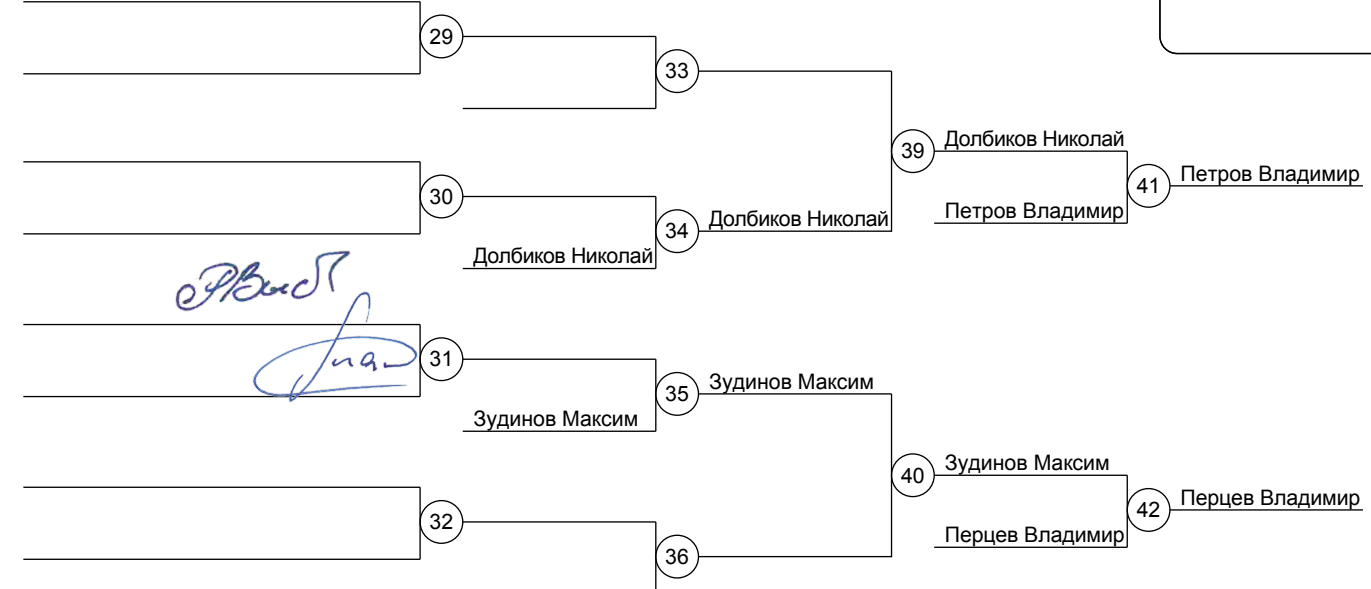 29
33
Долбиков Николай
39
Петров Владимир
41
30
Долбиков Николай
Петров Владимир
34
Долбиков Николай
31
Зудинов Максим
35
Зудинов Максим
Зудинов Максим
40
Перцев Владимир
32
42
Перцев Владимир
36